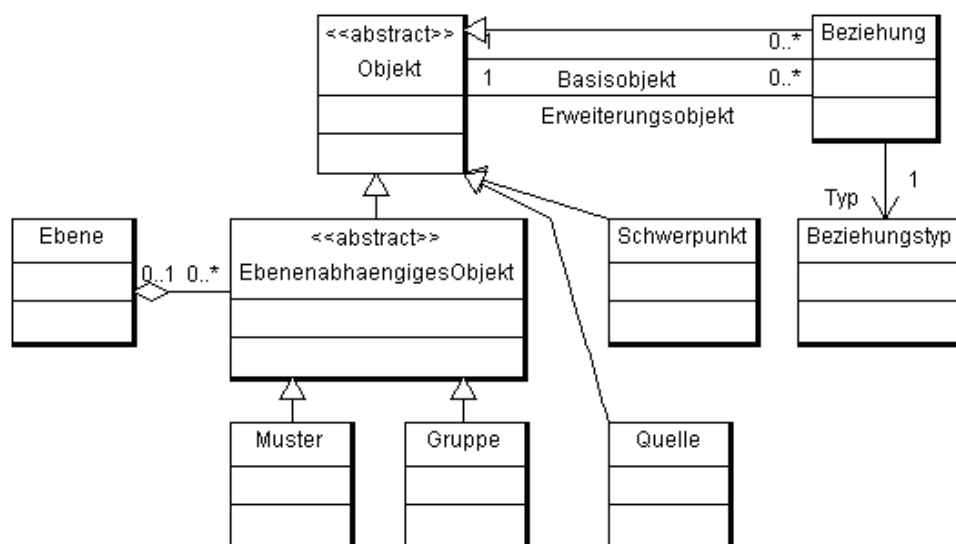 <<abstract>>
Objekt
1
0..*
Beziehung
1
Basisobjekt
0..*
Erweiterungsobjekt
Typ
1
Ebene
0..1
0..*
<<abstract>>
EbenenabhaengigesObjekt
Schwerpunkt
Beziehungstyp
Muster
Gruppe
Quelle